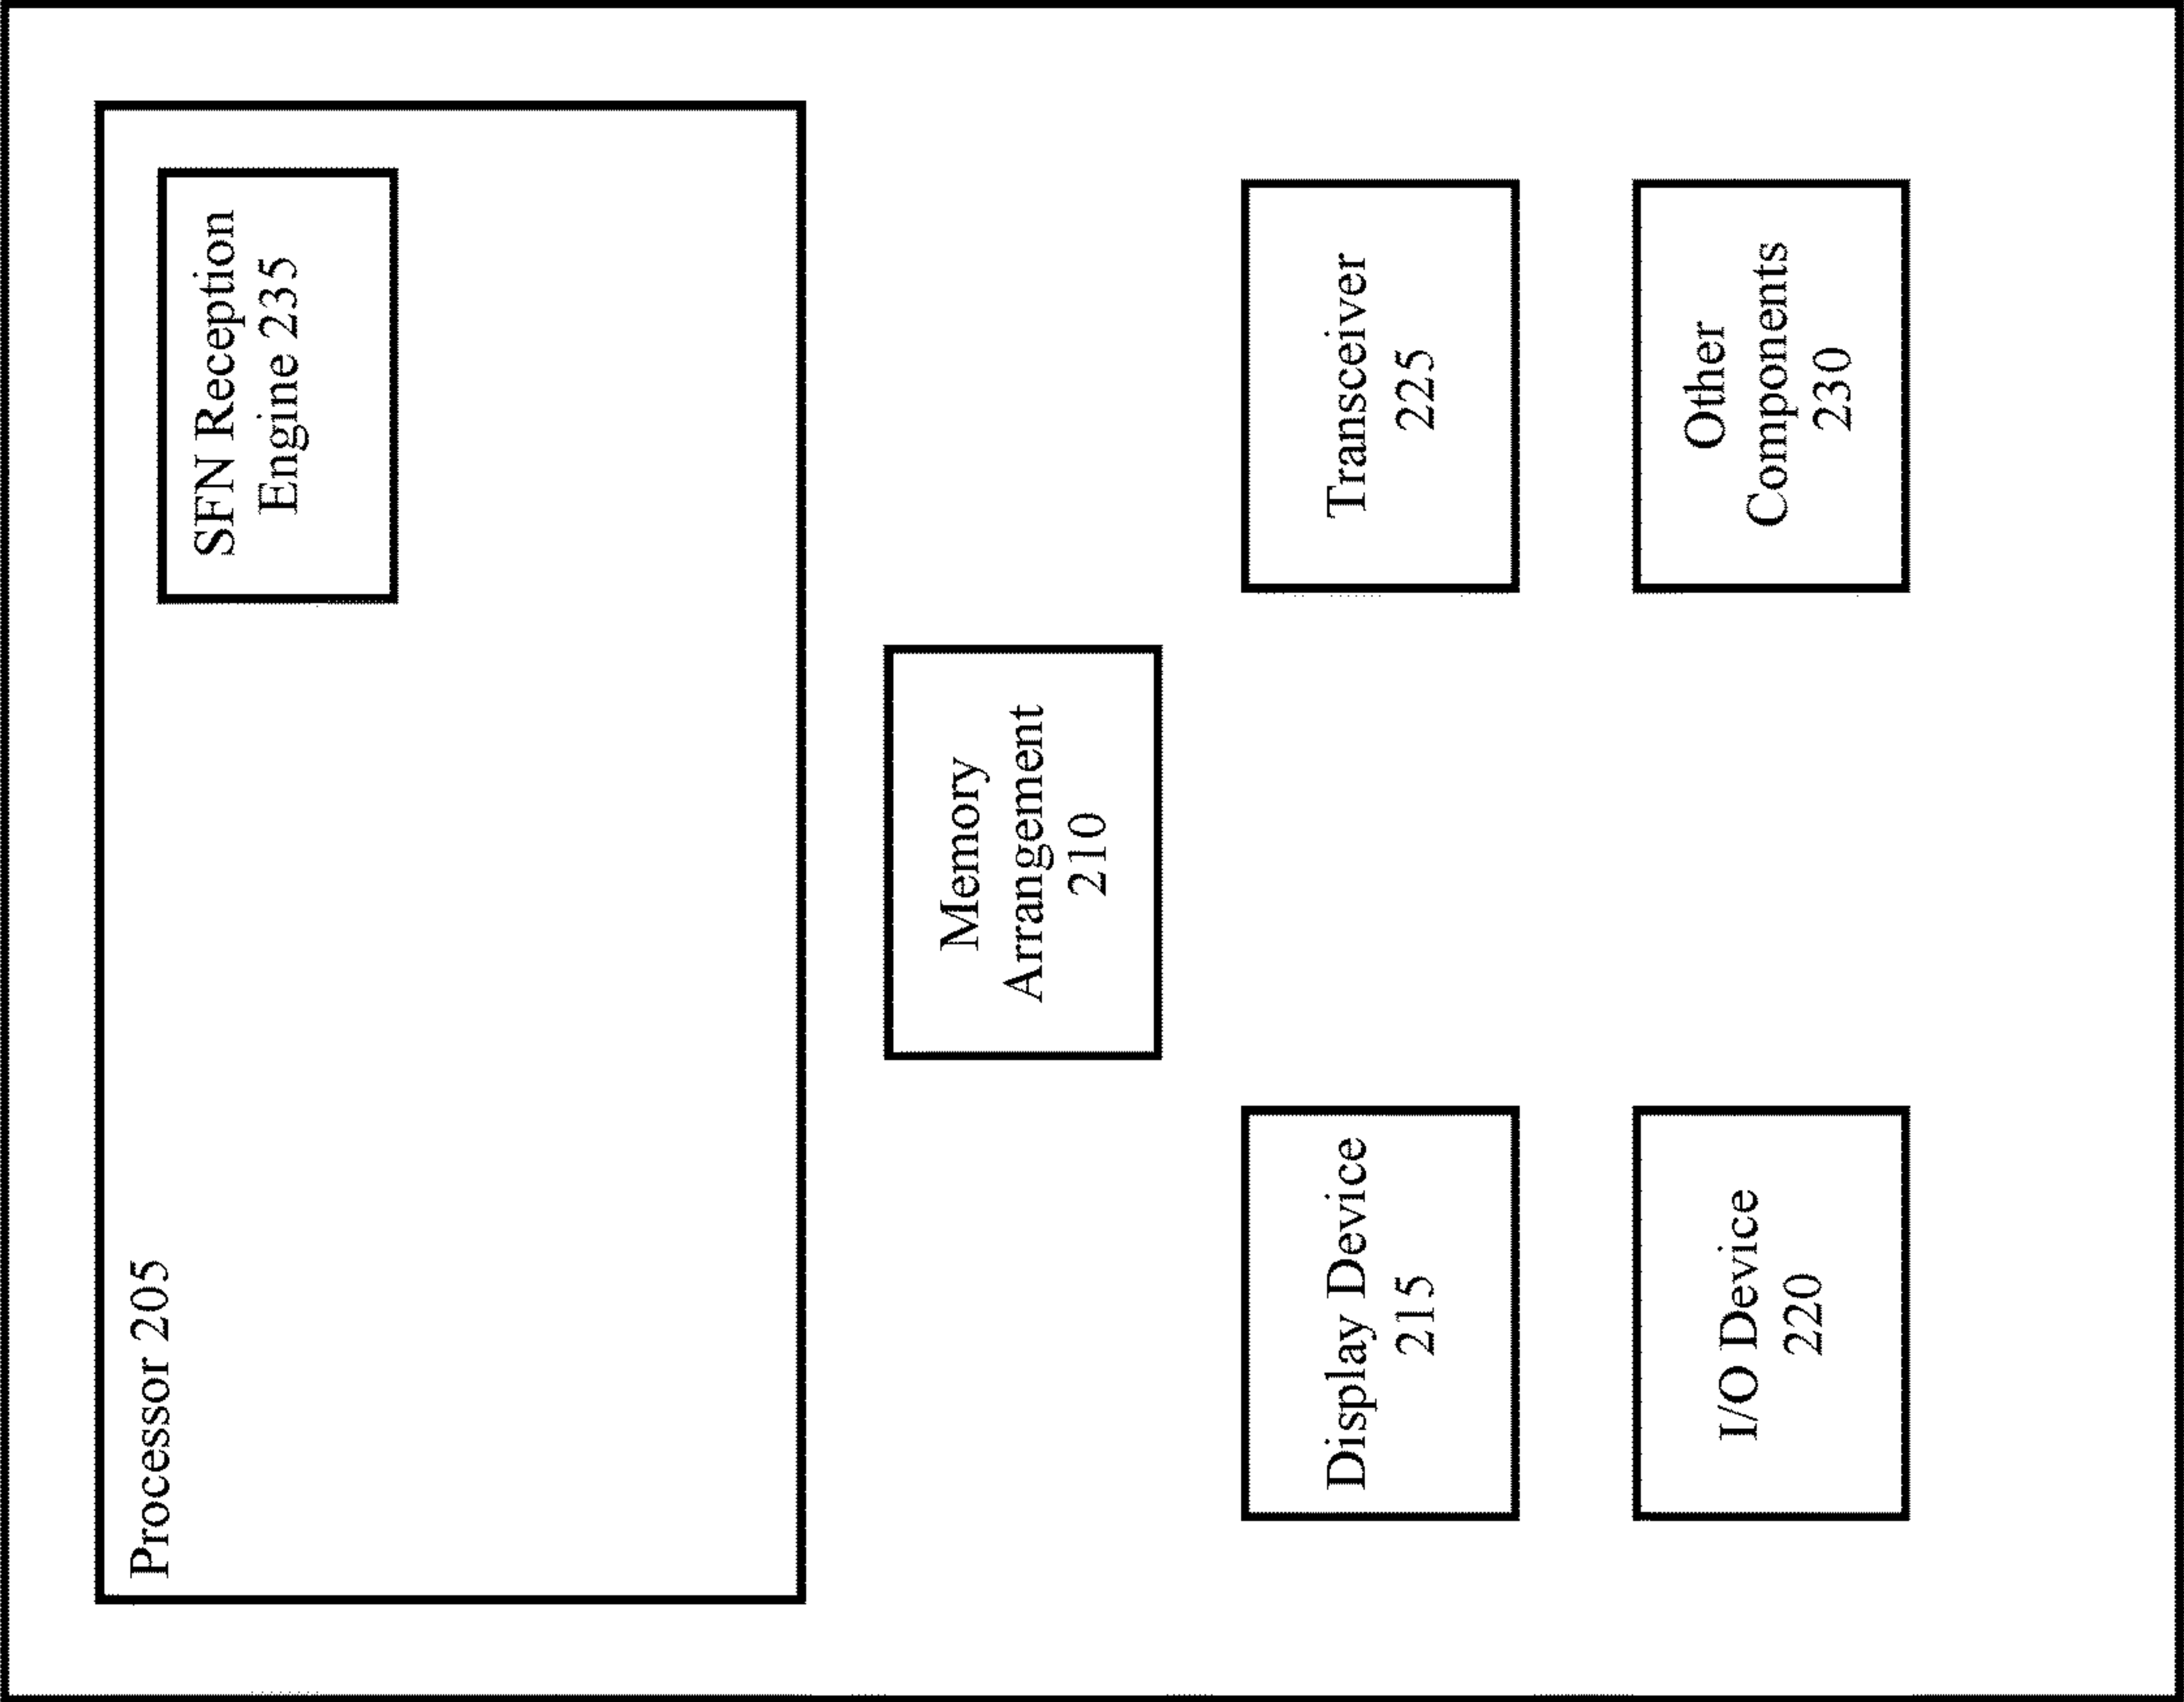 Processor 205
SFN Reception
Engine 235
Memory
Arrangement
210
Display Device
215
Transceiver
225
I/O Device
220
Other
Components
230